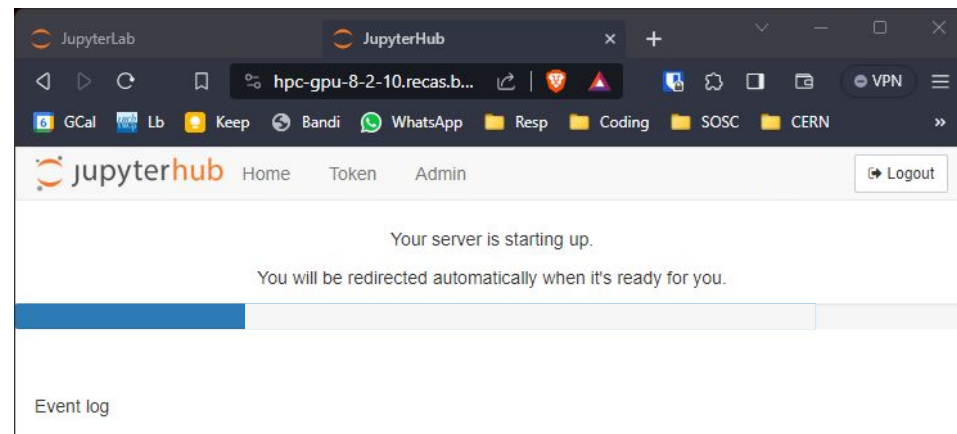 JupyterLab JupyterHub
hpc-gpu-8-2-10.recas.b... VPN
6 GCal Lb Keep Bandi WhatsApp Resp Coding SOSC CERN »
jupyterhub Home Token Admin Logout
Your server is starting up.
You will be redirected automatically when it's ready for you.
Event log